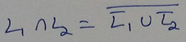 L₁ ∩ L₂ = \overline{\overline{L₁} ∪ \overline{L₂}}